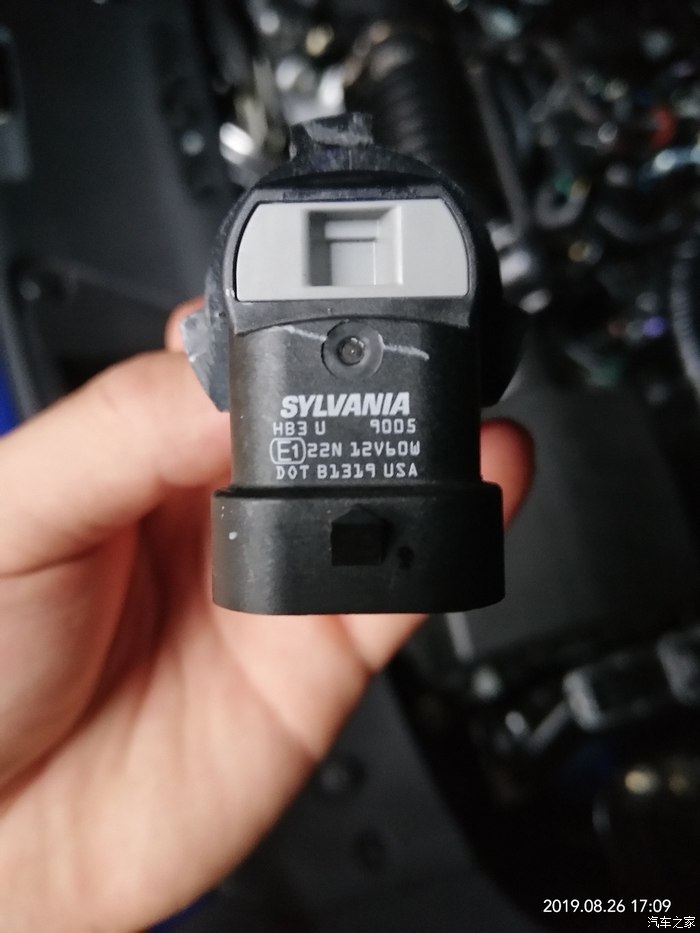 SYLVANIA
HB3 U 9005
E1 22N 12V60W
DOT B1319 USA
2019.08.26 17:09
汽车之家